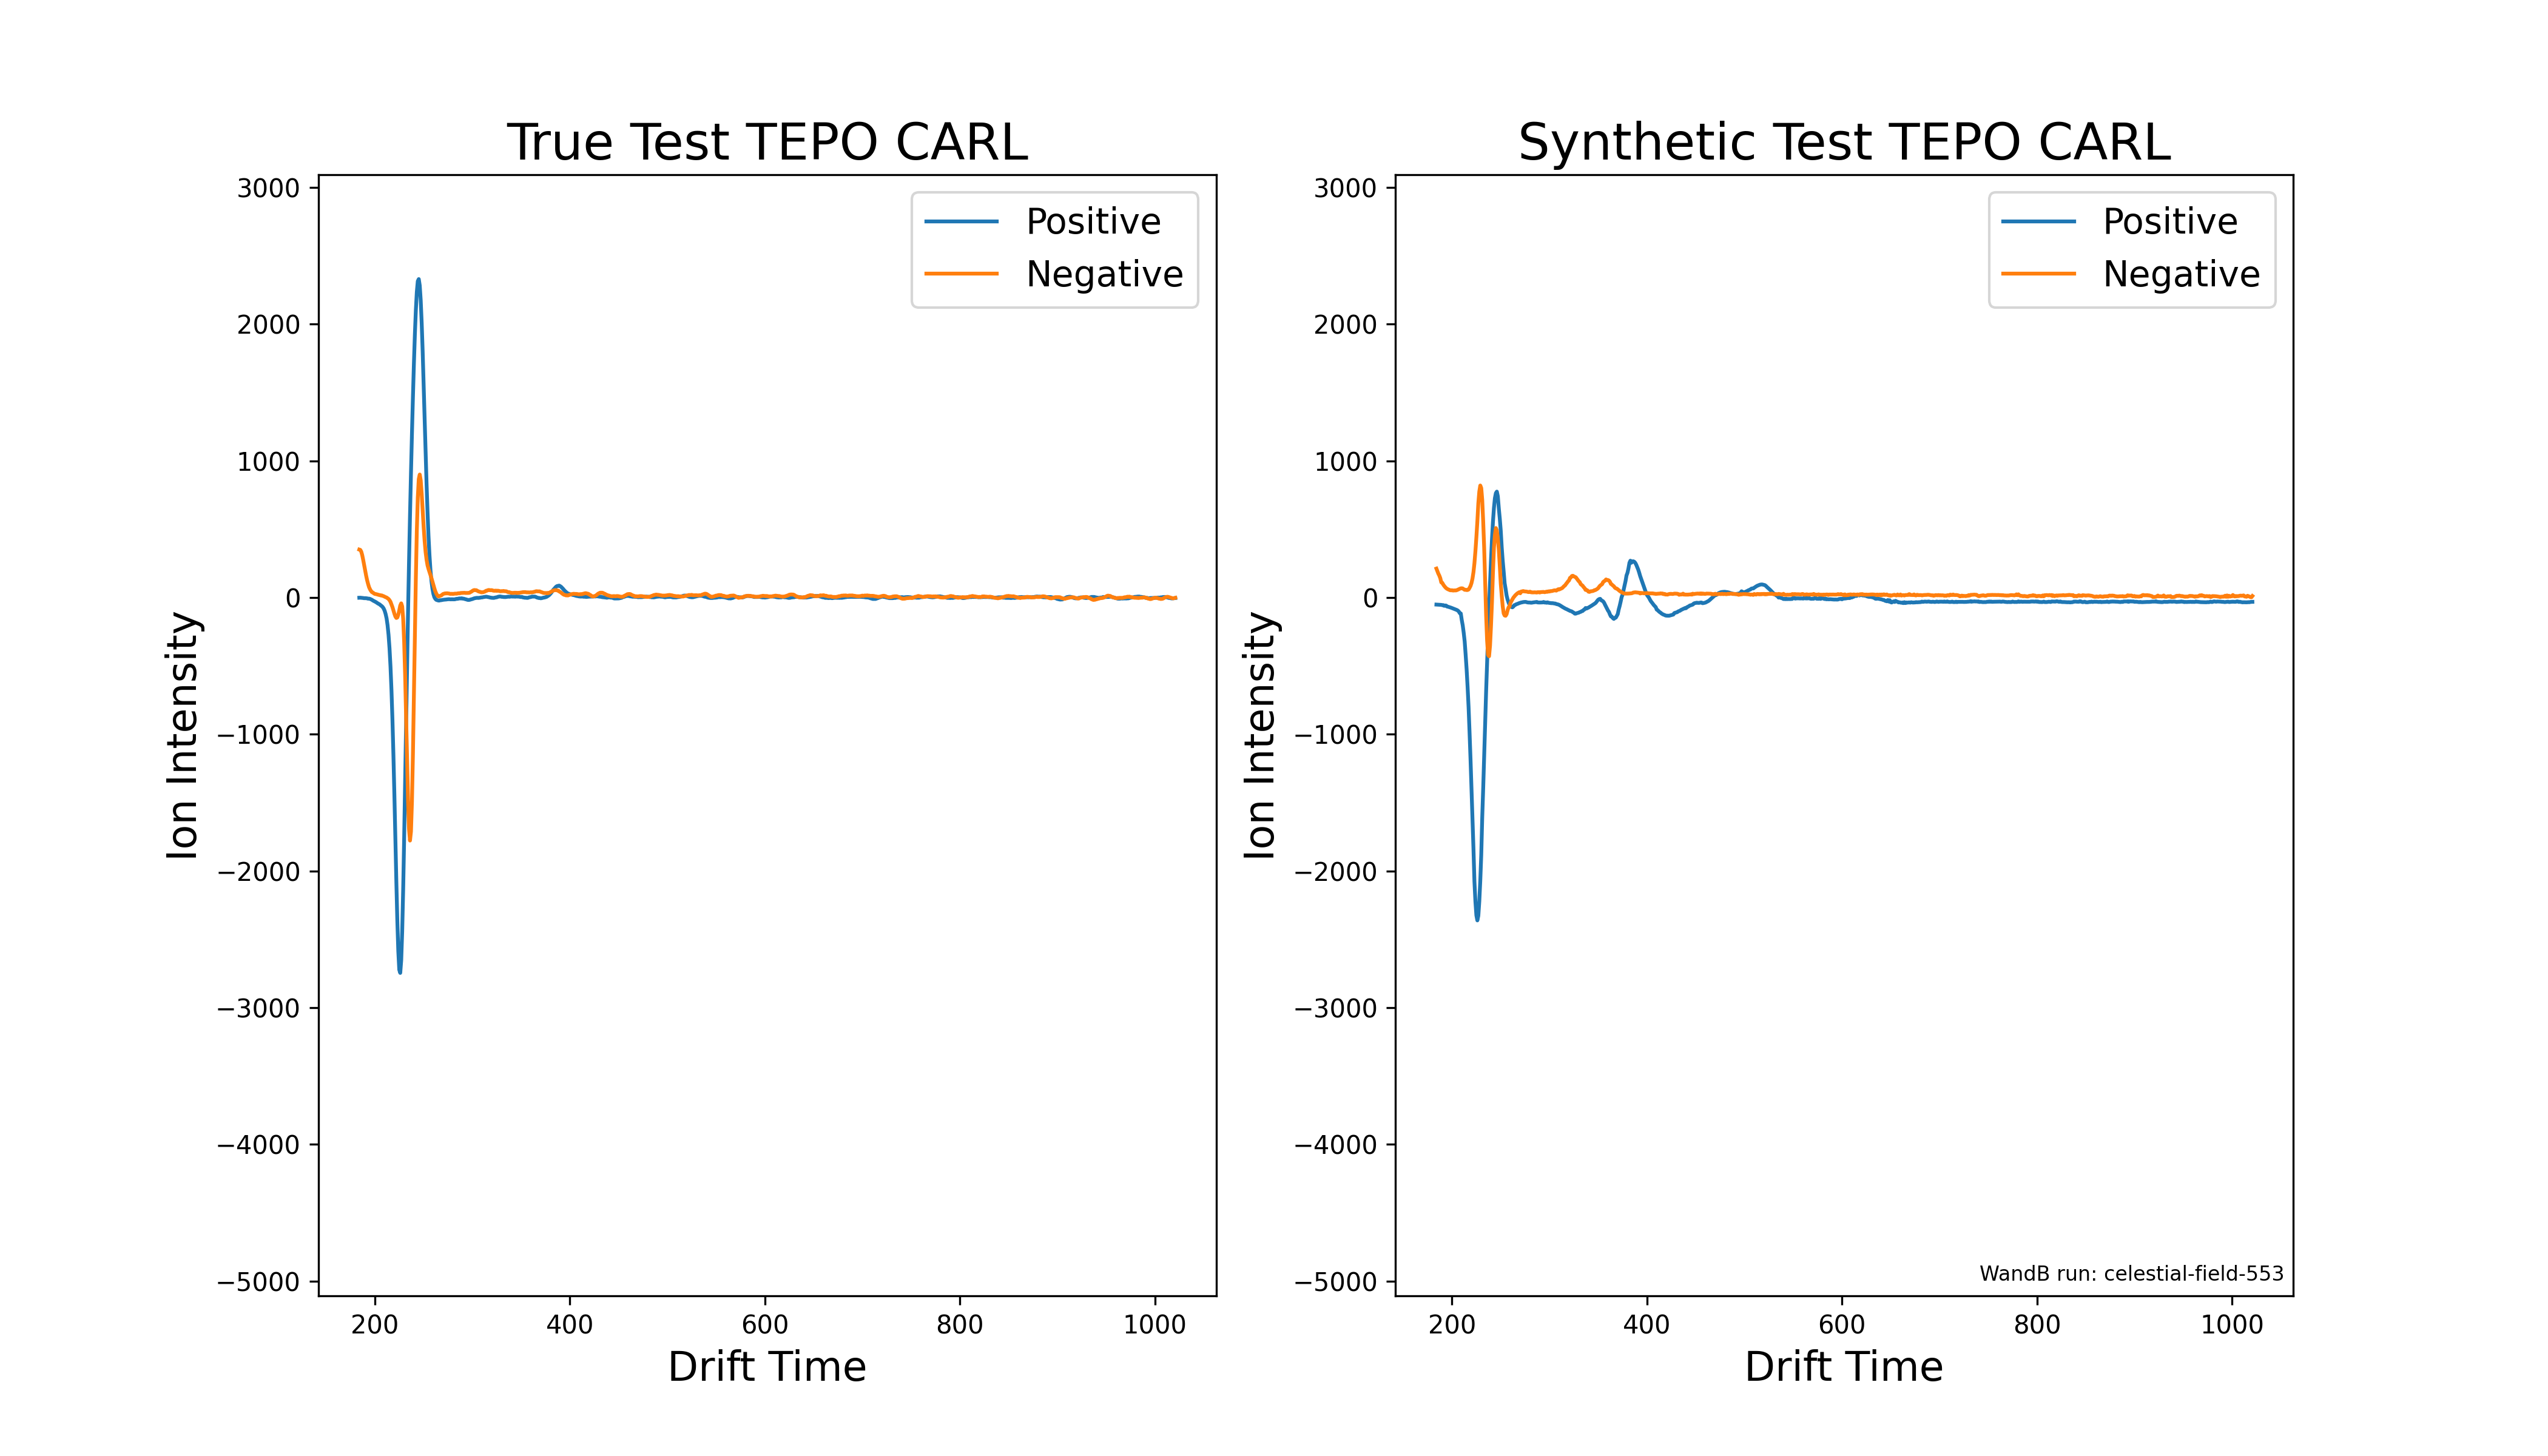 True Test TEPO CARL
3000
2000
1000
0
−1000
−2000
−3000
−4000
−5000
Ion Intensity
Positive
Negative
200 400 600 800 1000
Drift Time
Synthetic Test TEPO CARL
3000
2000
1000
0
−1000
−2000
−3000
−4000
−5000
Ion Intensity
Positive
Negative
WandB run: celestial-field-553
200 400 600 800 1000
Drift Time